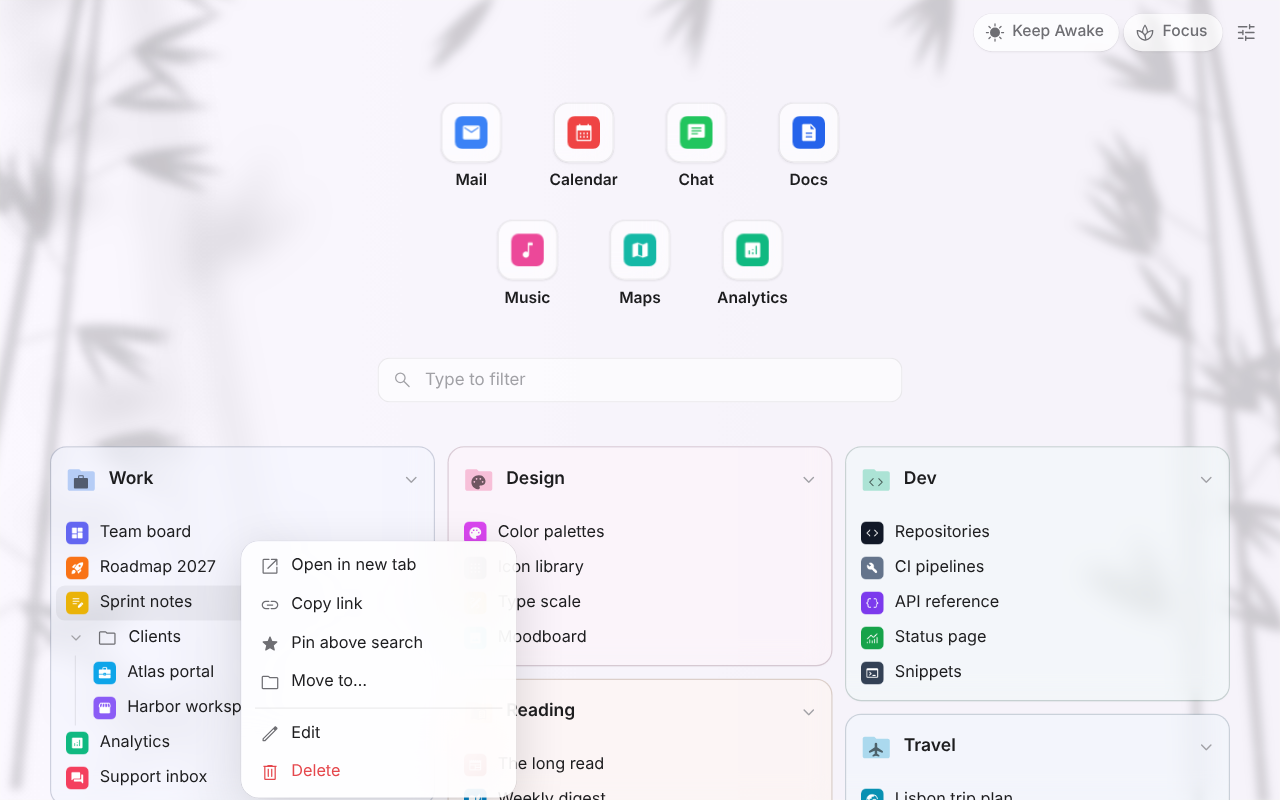 Keep Awake
Focus
Mail
Calendar
Chat
Docs
Music
Maps
Analytics
Type to filter
Work
Team board
Roadmap 2027
Sprint notes
Clients
Atlas portal
Harbor worksp
Analytics
Support inbox
Open in new tab
Copy link
Pin above search
Move to...
Edit
Delete
Design
Color palettes
Icon library
Type scale
Moodboard
Reading
The long read
Weekly digest
Dev
Repositories
CI pipelines
API reference
Status page
Snippets
Travel
Lisbon trip plan